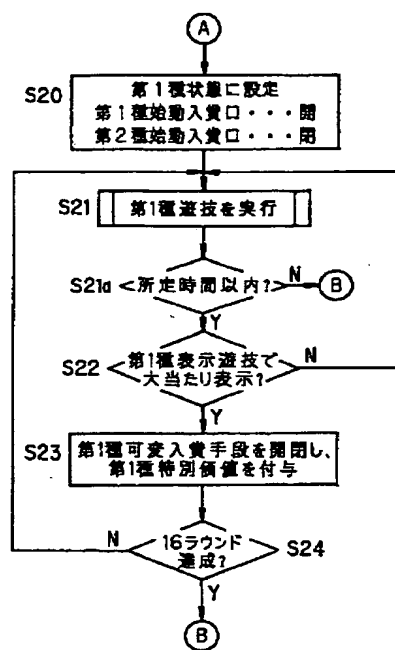 A
S20
第1種状態に設定
第1種始動入賞口・・・開
第2種始動入賞口・・・閉
S21
第1種遊技を実行
S21d
所定時間以内?
N
B
Y
S22
第1種表示遊技で
大当たり表示?
N
Y
S23
第1種可変入賞手段を開閉し、
第1種特別価値を付与
N
16ラウンド
達成?
S24
Y
B